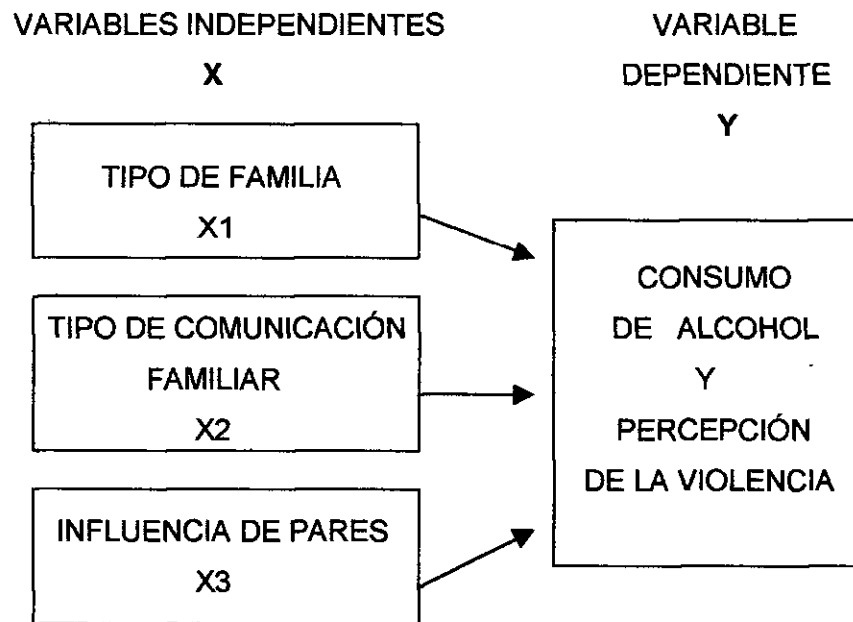 VARIABLES INDEPENDIENTES
X
TIPO DE FAMILIA
X1
TIPO DE COMUNICACIÓN
FAMILIAR
X2
INFLUENCIA DE PARES
X3
VARIABLE
DEPENDIENTE
Y
CONSUMO
DE ALCOHOL
Y
PERCEPCIÓN
DE LA VIOLENCIA